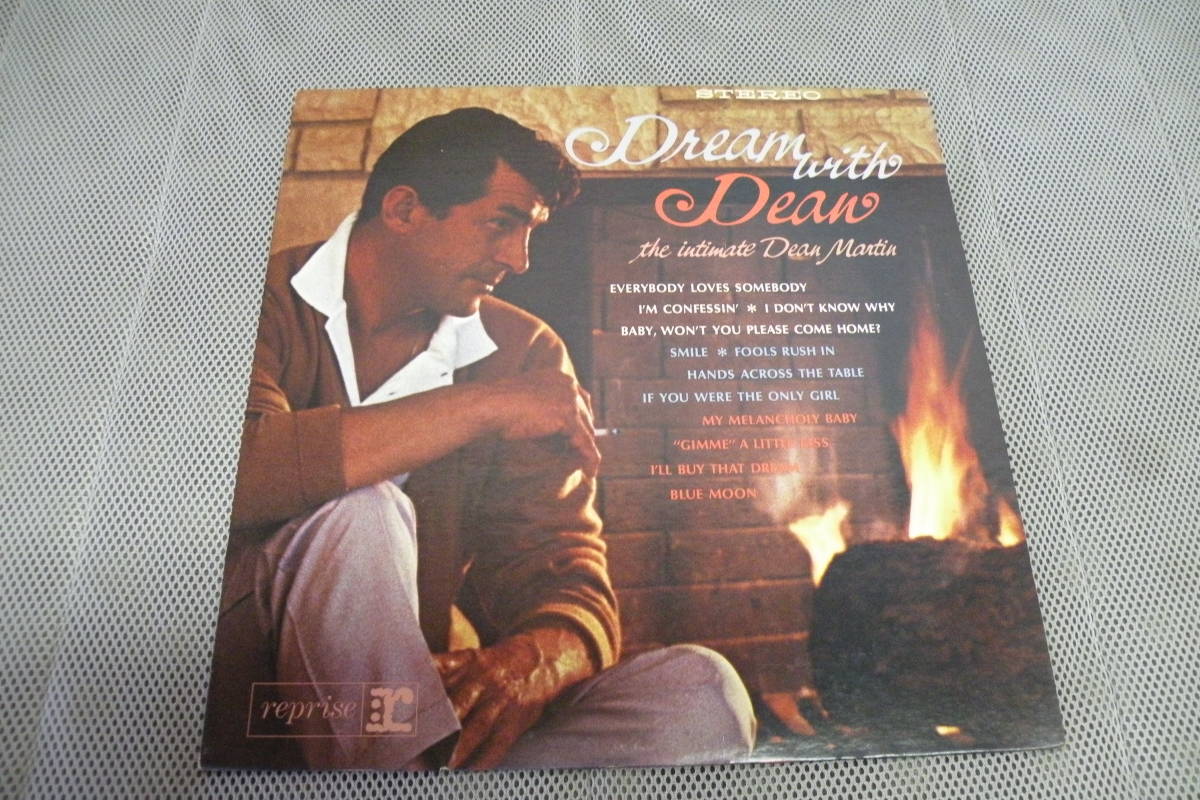 STEREO
Dream
with
Dean
the intimate Dean Martin
EVERYBODY LOVES SOMEBODY
I'M CONFESSIN' * I DON'T KNOW WHY
BABY, WON'T YOU PLEASE COME HOME?
SMILE * FOOLS RUSH IN
HANDS ACROSS THE TABLE
IF YOU WERE THE ONLY GIRL
MY MELANCHOLY BABY
"GIMME" A LITTLE KISS
I'LL BUY THAT DREAM
BLUE MOON
reprise r